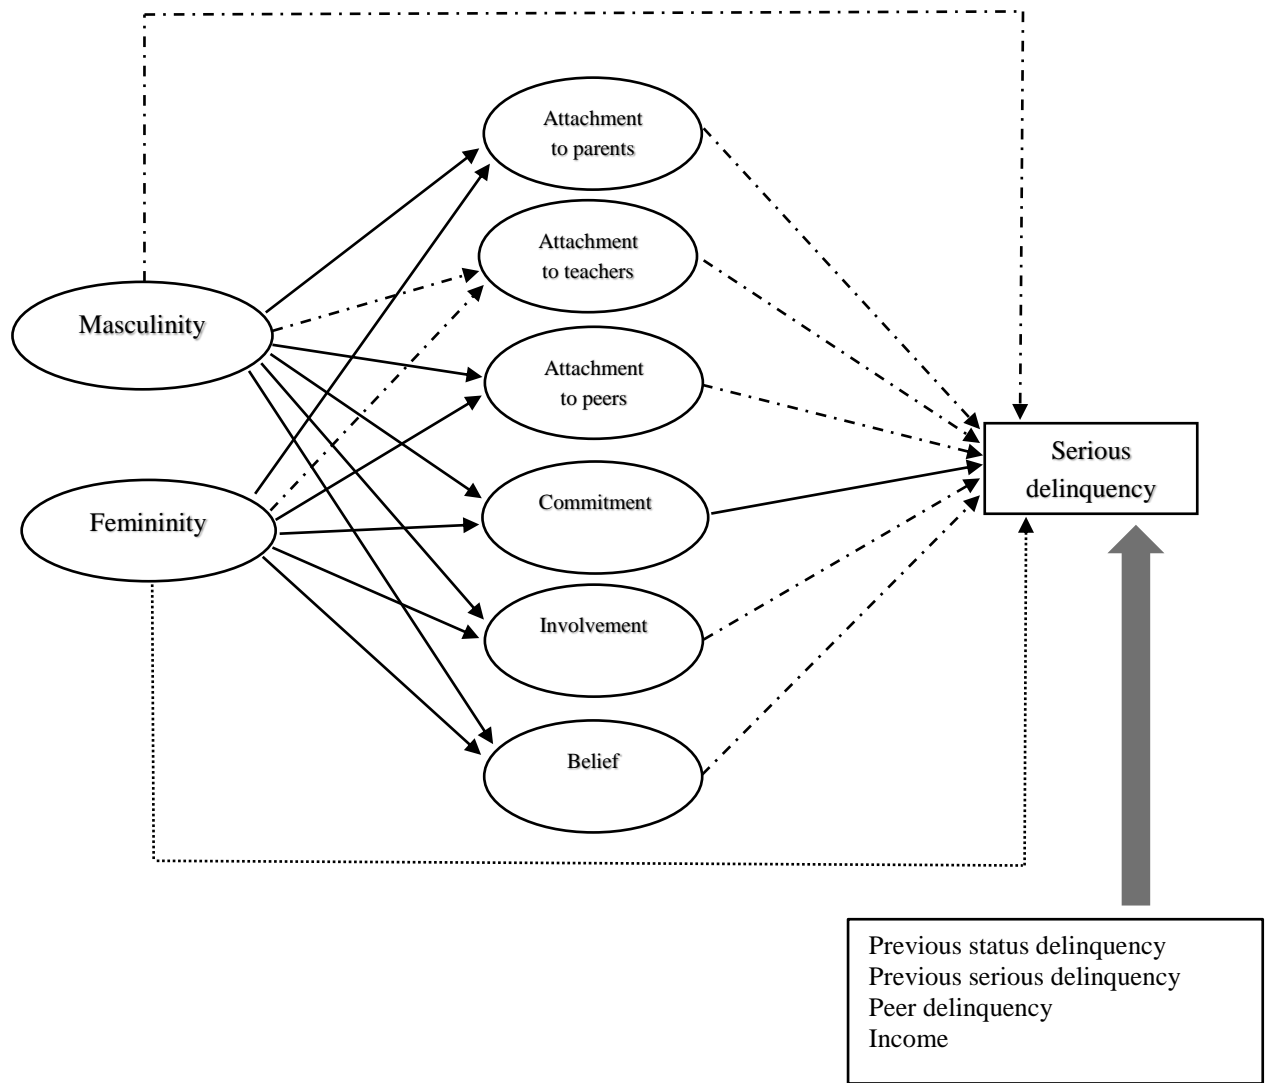 Attachment
to parents
Attachment
to teachers
Masculinity
Attachment
to peers
Serious
delinquency
Commitment
Femininity
Involvement
Belief
Previous status delinquency
Previous serious delinquency
Peer delinquency
Income